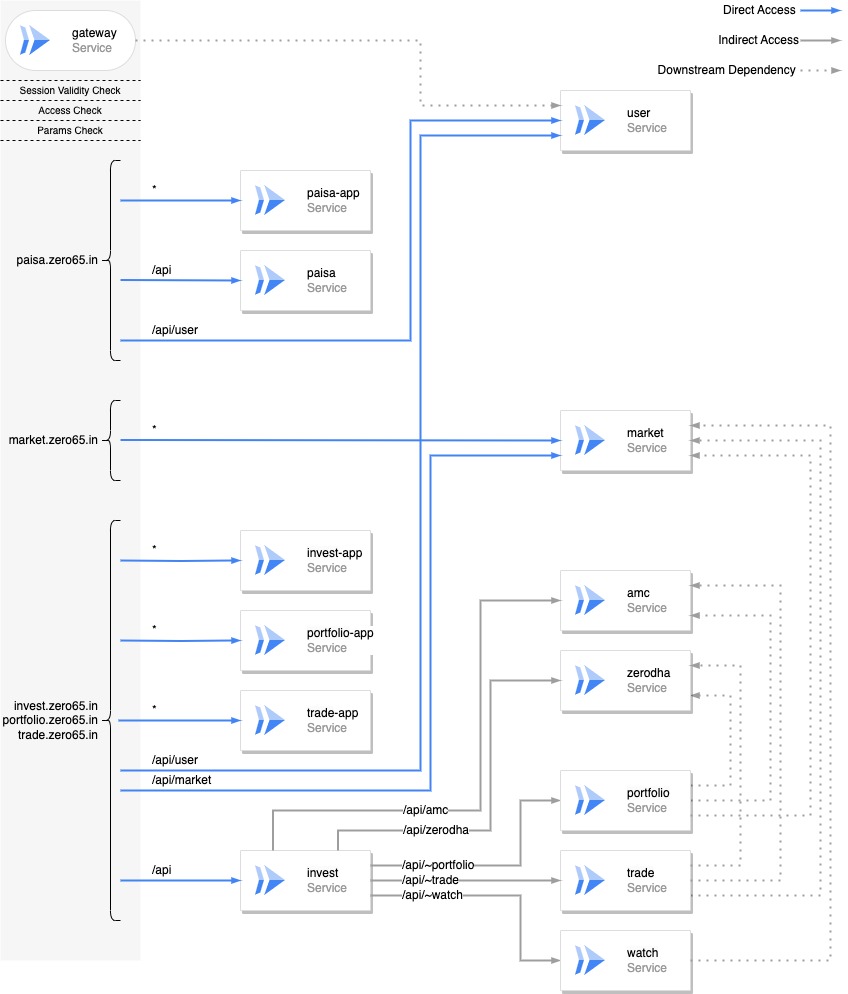 gateway
Service
Direct Access
Indirect Access
Downstream Dependency
Session Validity Check
Access Check
Params Check
user
Service
*
paisa-app
Service
paisa.zero65.in
/api
paisa
Service
/api/user
market.zero65.in
*
market
Service
*
invest-app
Service
amc
Service
*
portfolio-app
Service
zerodha
Service
invest.zero65.in
portfolio.zero65.in
trade.zero65.in
*
trade-app
Service
/api/user
/api/market
/api/amc
/api/zerodha
portfolio
Service
/api
invest
Service
/api/~portfolio
/api/~trade
/api/~watch
trade
Service
watch
Service